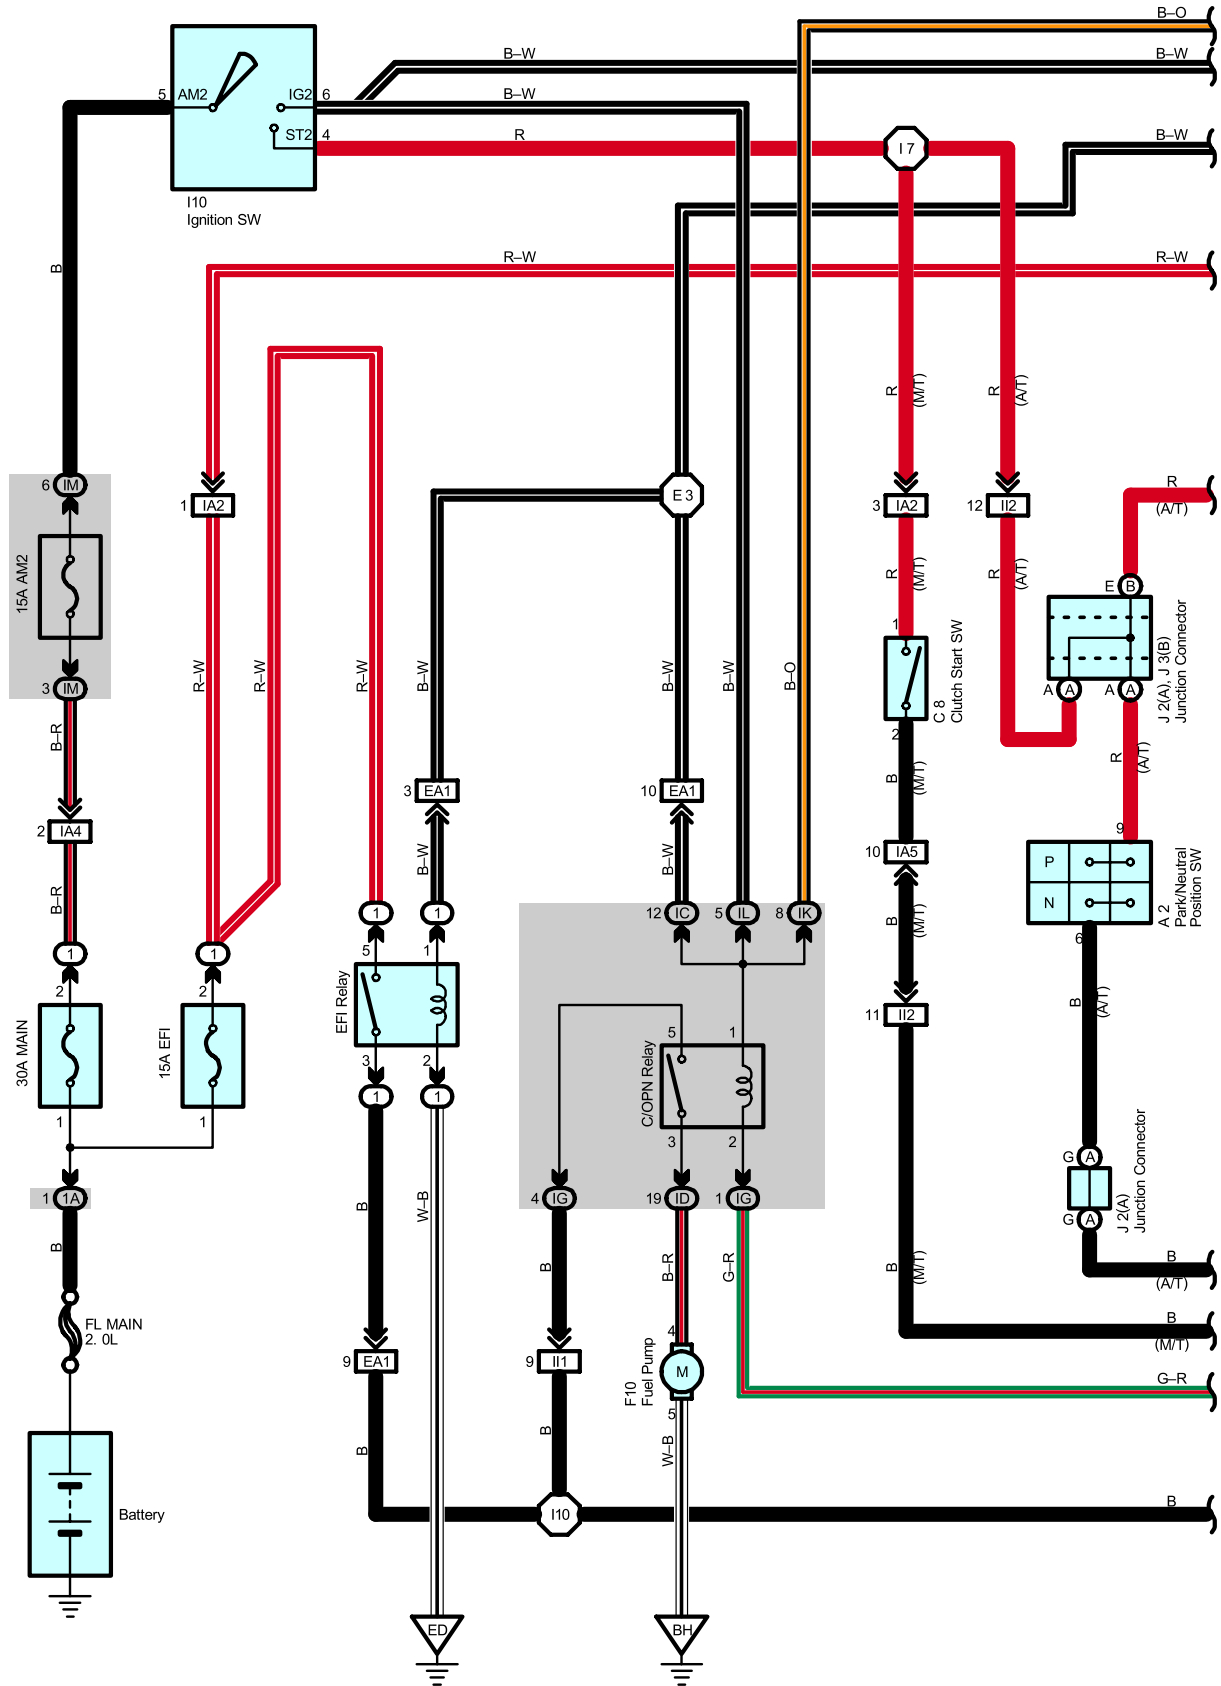 B–O
B–W
B–W
5
AM2
IG2
6
B–W
ST2
4
R
I 7
B–W
I10
Ignition SW
B
R–W
R–W
R
(M/T)
R
(A/T)
6
IM
1
IA2
E 3
3
IA2
12
II2
R
(A/T)
15A AM2
R
(M/T)
R
(A/T)
E
B
1
3
IM
R–W
R–W
R–W
B–W
B–W
B–W
B–O
C 8
Clutch Start SW
A
A
A
A
J 2(A), J 3(B)
Junction Connector
2
B–R
B
(M/T)
R
(A/T)
3
EA1
10
EA1
2
IA4
9
10
IA5
P
N
A 2
Park/Neutral
Position SW
B–R
B–W
B–W
1
1
12
IC
5
IL
8
IK
B
(M/T)
6
1
1
5
1
2
2
EFI Relay
B
(A/T)
11
II2
30A MAIN
15A EFI
5
1
C/OPN Relay
3
2
1
1
1
1
3
2
G
A
1
1A
4
IG
19
ID
1
IG
J 2(A)
Junction Connector
G
A
B
B
W–B
B
B–R
G–R
B
(M/T)
B
(A/T)
FL MAIN
2. 0L
4
B
(M/T)
9
EA1
9
II1
F10
Fuel Pump
M
G–R
5
B
B
W–B
Battery
I10
B
ED
BH